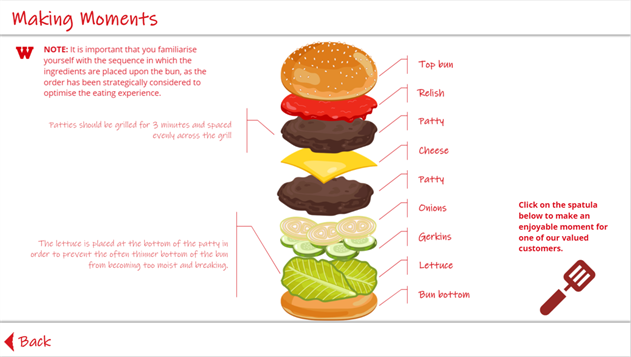 Making Moments
W
NOTE: It is important that you familiarise
yourself with the sequence in which the
ingredients are placed upon the bun, as the
order has been strategically considered to
optimise the eating experience.
Patties should be grilled for 3 minutes and spaced
evenly across the grill
The lettuce is placed at the bottom of the patty in
order to prevent the often thinner bottom of the bun
from becoming too moist and breaking.
Top bun
Relish
Patty
Cheese
Patty
Onions
Gerkins
Lettuce
Bun bottom
Click on the spatula
below to make an
enjoyable moment for
one of our valued
customers.
Back